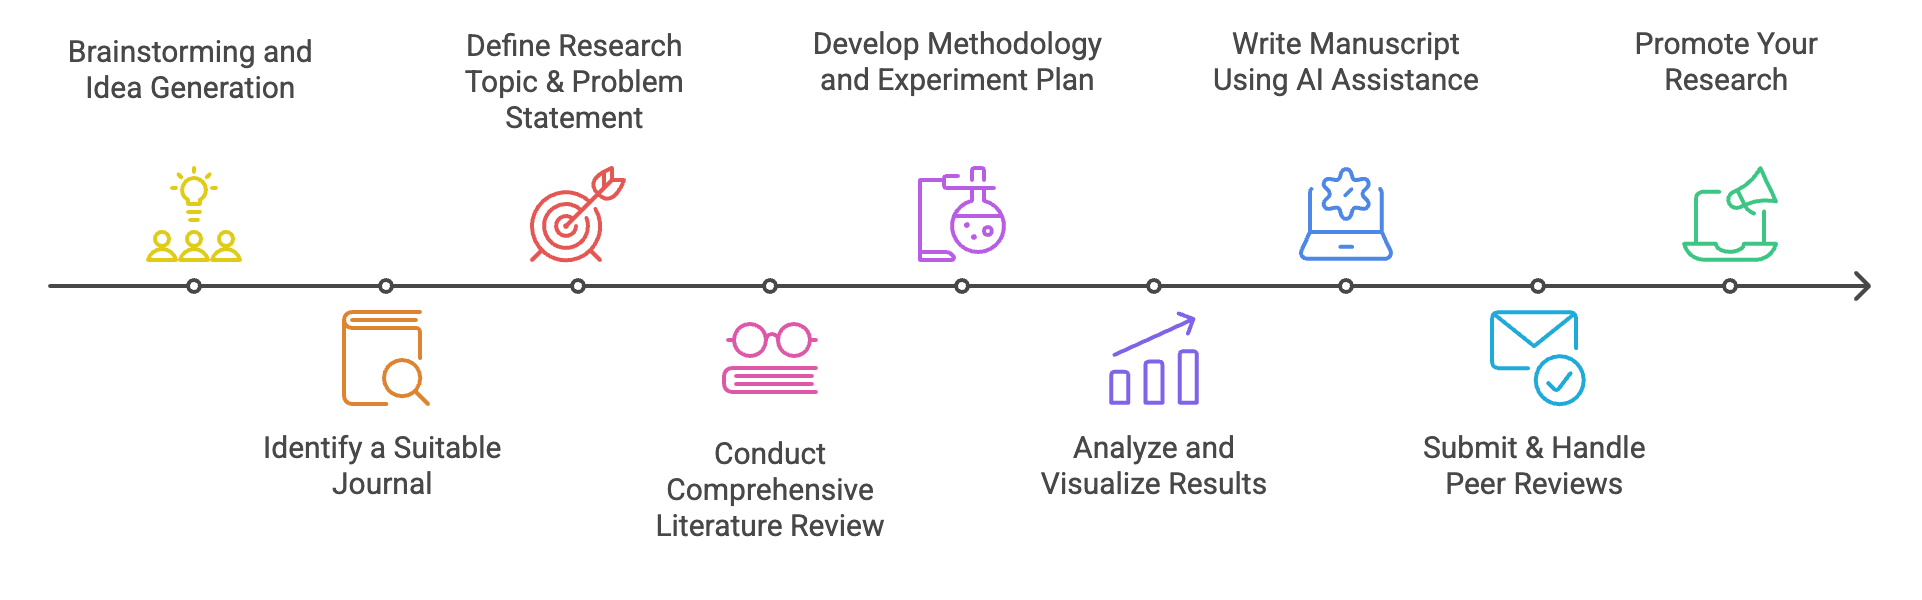 Brainstorming and
Idea Generation
Identify a Suitable
Journal
Define Research
Topic & Problem
Statement
Conduct
Comprehensive
Literature Review
Develop Methodology
and Experiment Plan
Analyze and
Visualize Results
Write Manuscript
Using AI Assistance
Submit & Handle
Peer Reviews
Promote Your
Research